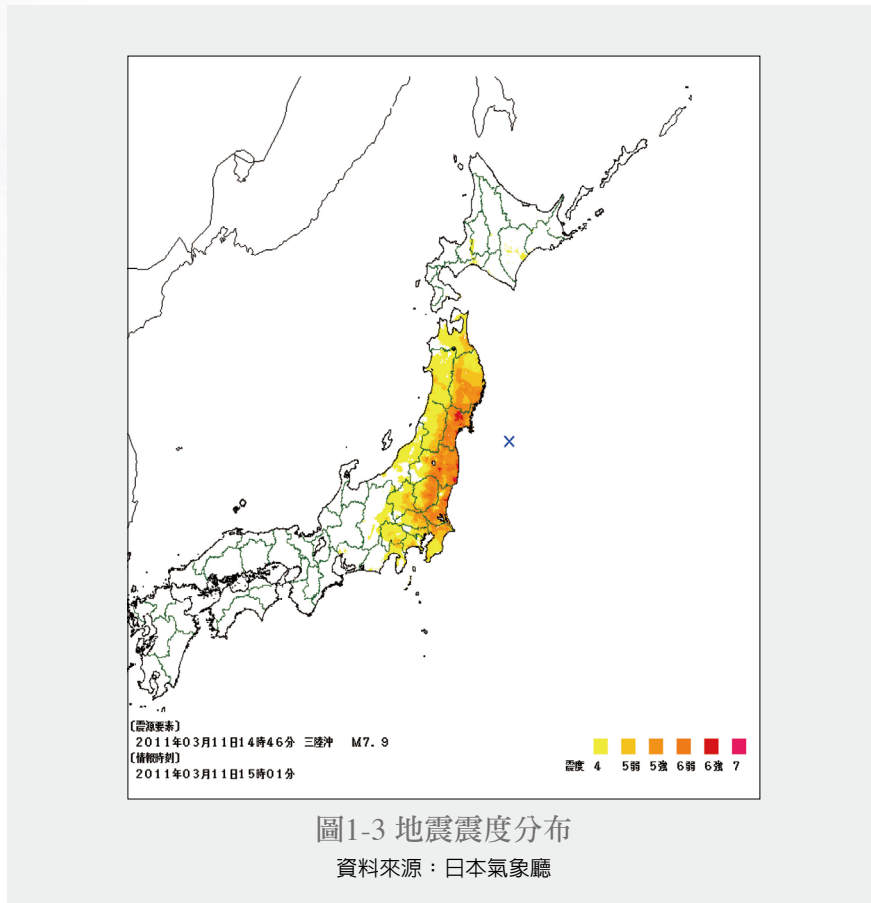 [震源要素]
2011年03月11日14時46分 三陸沖 M7.9
[情報時刻]
2011年03月11日15時01分
震度 4 5弱 5強 6弱 6強 7
圖1-3 地震震度分布
資料來源：日本氣象廳